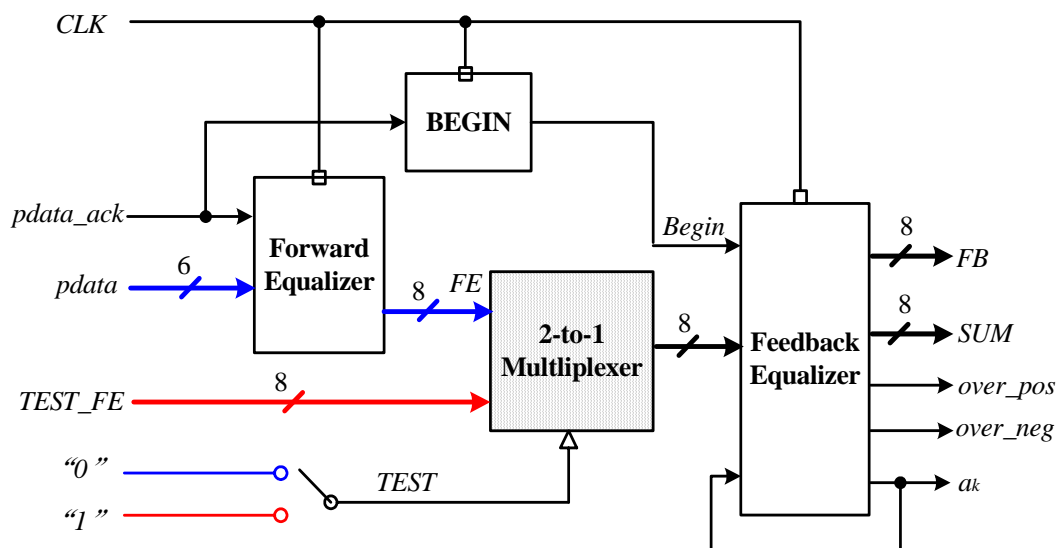 CLK
BEGIN
pdata_ack
Begin
8
FB
Forward
Equalizer
6
pdata
8
FE
8
8
SUM
2-to-1
Multliplexer
Feedback
Equalizer
over_pos
8
TEST_FE
over_neg
"0"
TEST
ak
"1"